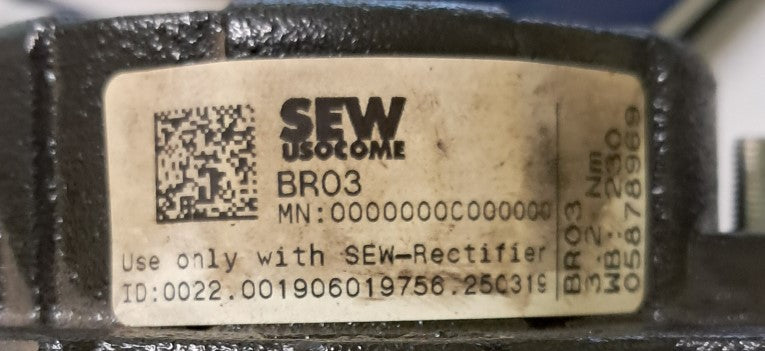 SEW
USOCOME
BR03
MN:0000000C000000
Use only with SEW-Rectifier
ID:0022.001906019756.25C319
BR03
3.2 Nm
WB: 230
05878969